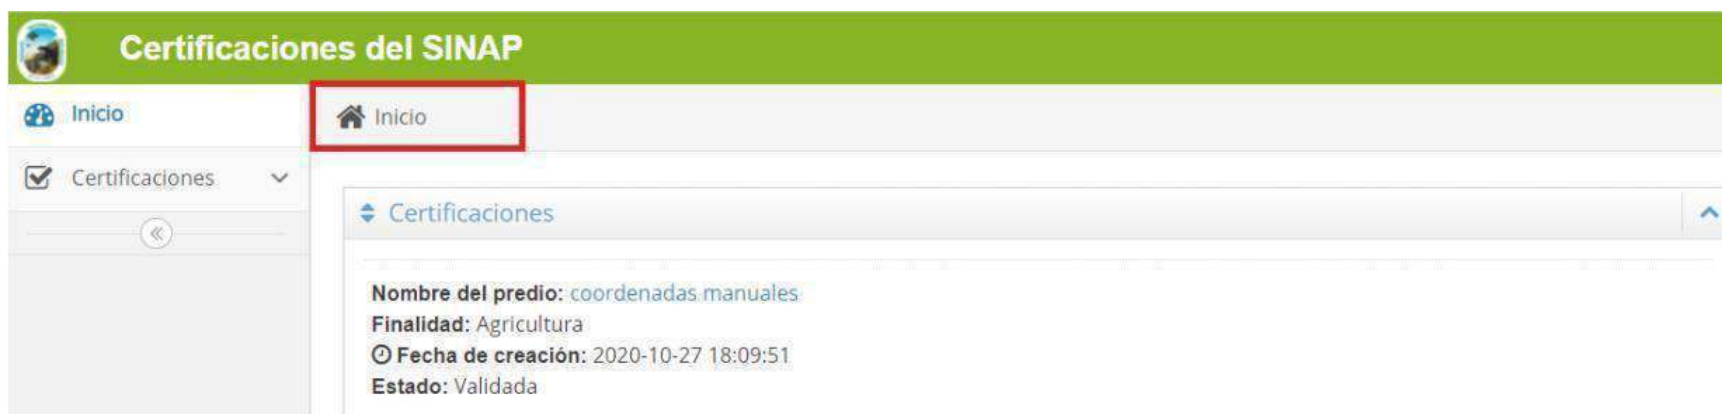 Certificaciones del SINAP
Inicio
Inicio
Certificaciones
Certificaciones
Nombre del predio: coordenadas manuales
Finalidad: Agricultura
Fecha de creación: 2020-10-27 18:09:51
Estado: Validada